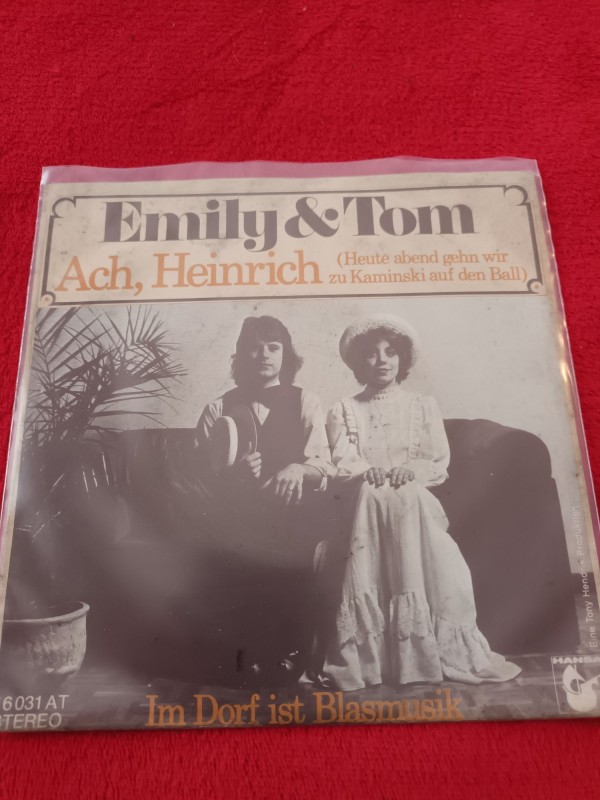 Emily & Tom
Ach, Heinrich (Heute abend gehn wir
zu Kaminski auf den Ball)
Eine Tony Hendrik Produktion
HANSA
6 031 AT
STEREO
Im Dorf ist Blasmusik